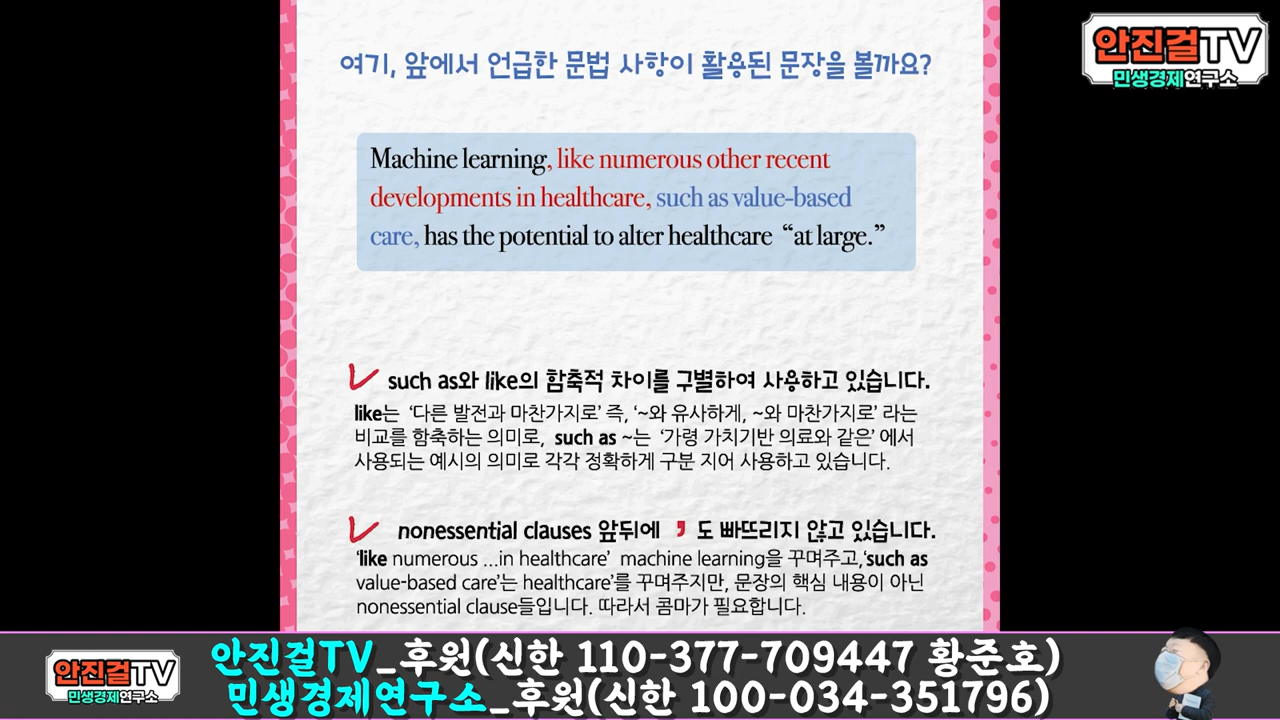 여기, 앞에서 언급한 문법 사항이 활용된 문장을 볼까요?
안진걸TV
민생경제연구소
Machine learning, like numerous other recent
developments in healthcare, such as value-based
care, has the potential to alter healthcare “at large.”
such as와 like의 함축적 차이를 구별하여 사용하고 있습니다.
like는 ‘다른 발전과 마찬가지로’ 즉, ‘~와 유사하게, ~와 마찬가지로’ 라는
비교를 함축하는 의미로, such as ~는 ‘가령 가치기반 의료와 같은’ 에서
사용되는 예시의 의미로 각각 정확하게 구분 지어 사용하고 있습니다.
nonessential clauses 앞뒤에 , 도 빠뜨리지 않고 있습니다.
‘like numerous ...in healthcare’ machine learning을 꾸며주고,‘such as
value-based care’는 healthcare’를 꾸며주지만, 문장의 핵심 내용이 아닌
nonessential clause들입니다. 따라서 콤마가 필요합니다.
안진걸TV
민생경제연구소
안진걸TV_후원(신한 110-377-709447 황준호)
민생경제연구소_후원(신한 100-034-351796)